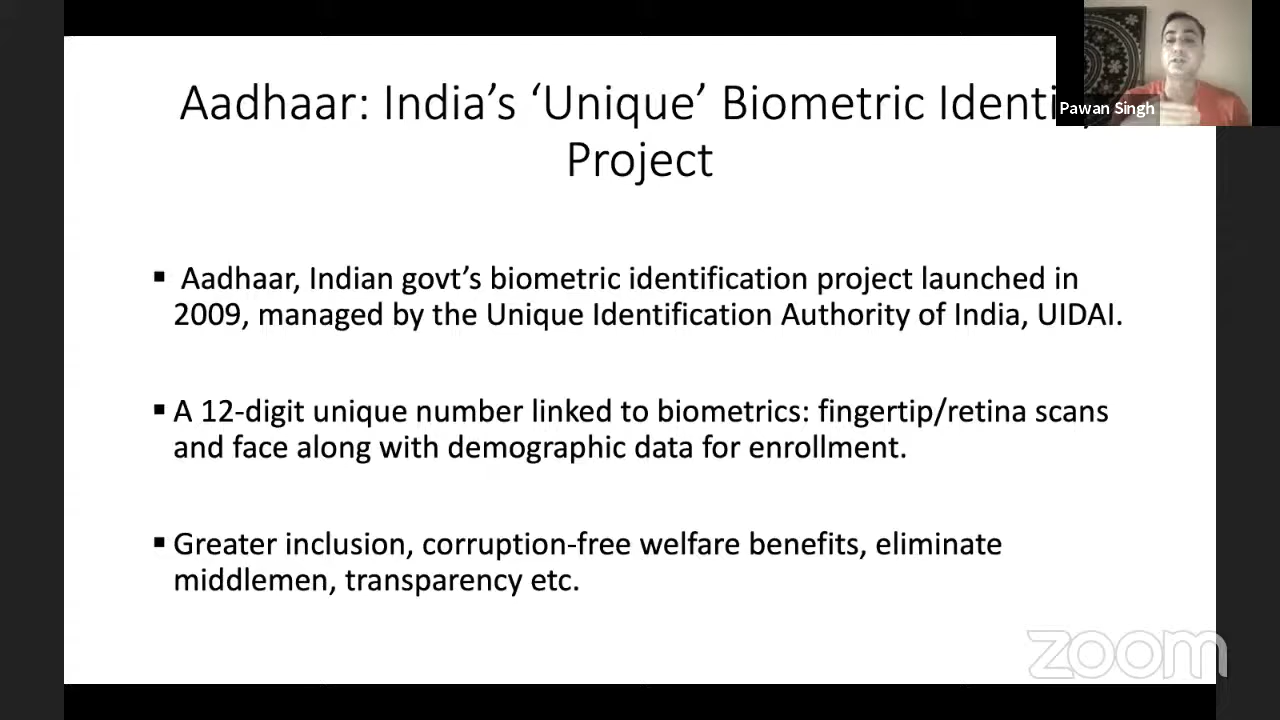 Aadhaar: India's ‘Unique’ Biometric
Project
Pawan Singh
▪ Aadhaar, Indian govt’s biometric identification project launched in
2009, managed by the Unique Identification Authority of India, UIDAI.
▪ A 12-digit unique number linked to biometrics: fingertip/retina scans
and face along with demographic data for enrollment.
▪ Greater inclusion, corruption-free welfare benefits, eliminate
middlemen, transparency etc.
zoom